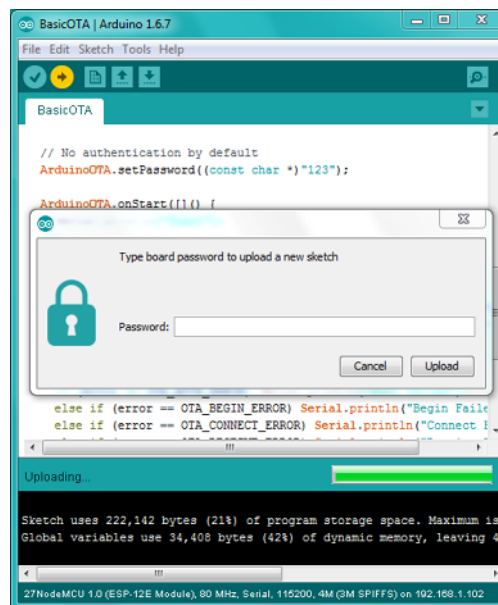 BasicOTA | Arduino 1.6.7
File Edit Sketch Tools Help
BasicOTA
// No authentication by default
ArduinoOTA.setPassword((const char *)"123");
ArduinoOTA.onStart([]() {
Type board password to upload a new sketch
Password:
Cancel Upload
else if (error == OTA_BEGIN_ERROR) Serial.println("Begin Faile
else if (error == OTA_CONNECT_ERROR) Serial.println("Connect
Uploading...
Sketch uses 222,142 bytes (21%) of program storage space. Maximum is
Global variables use 34,408 bytes (42%) of dynamic memory, leaving 4
27NodeMCU 1.0 (ESP-12E Module), 80 MHz, Serial, 115200, 4M (3M SPIFFS) on 192.168.1.102